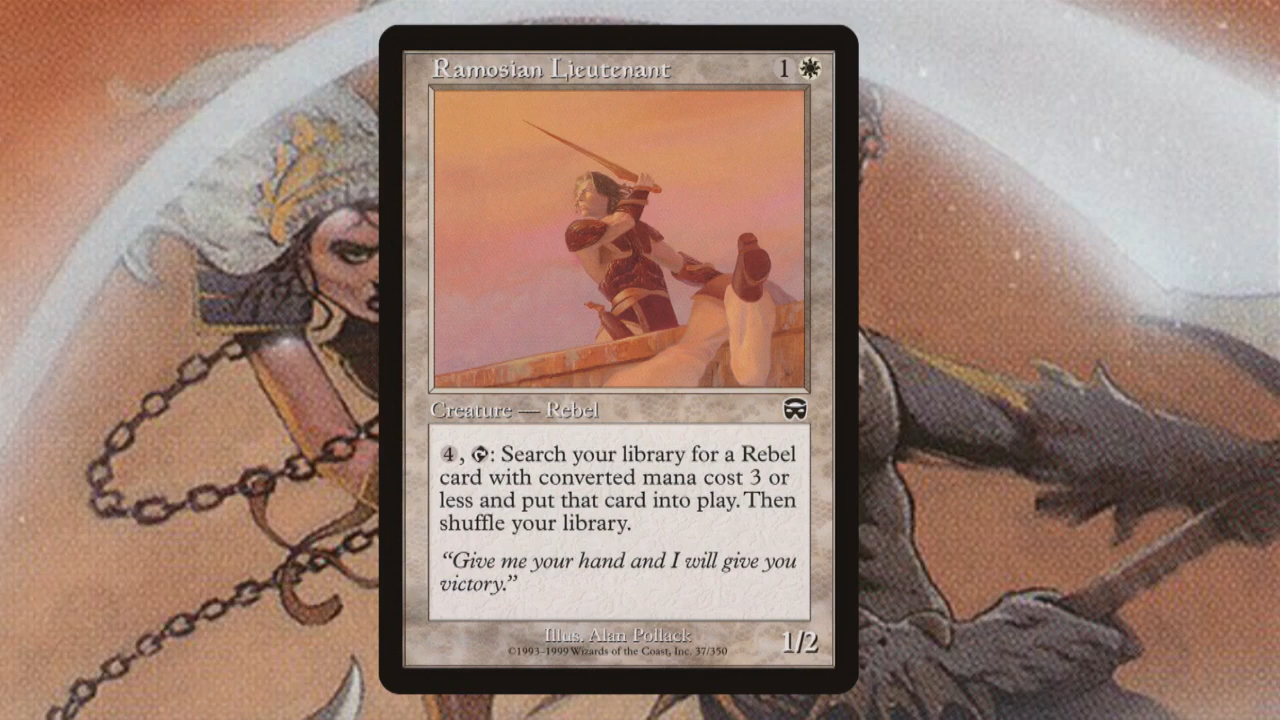 Ramosian Lieutenant 1
Creature — Rebel
4, : Search your library for a Rebel
card with converted mana cost 3 or
less and put that card into play. Then
shuffle your library.
“Give me your hand and I will give you
victory.”
Illus. Alan Pollack
©1993–1999 Wizards of the Coast, Inc. 37/350
1/2